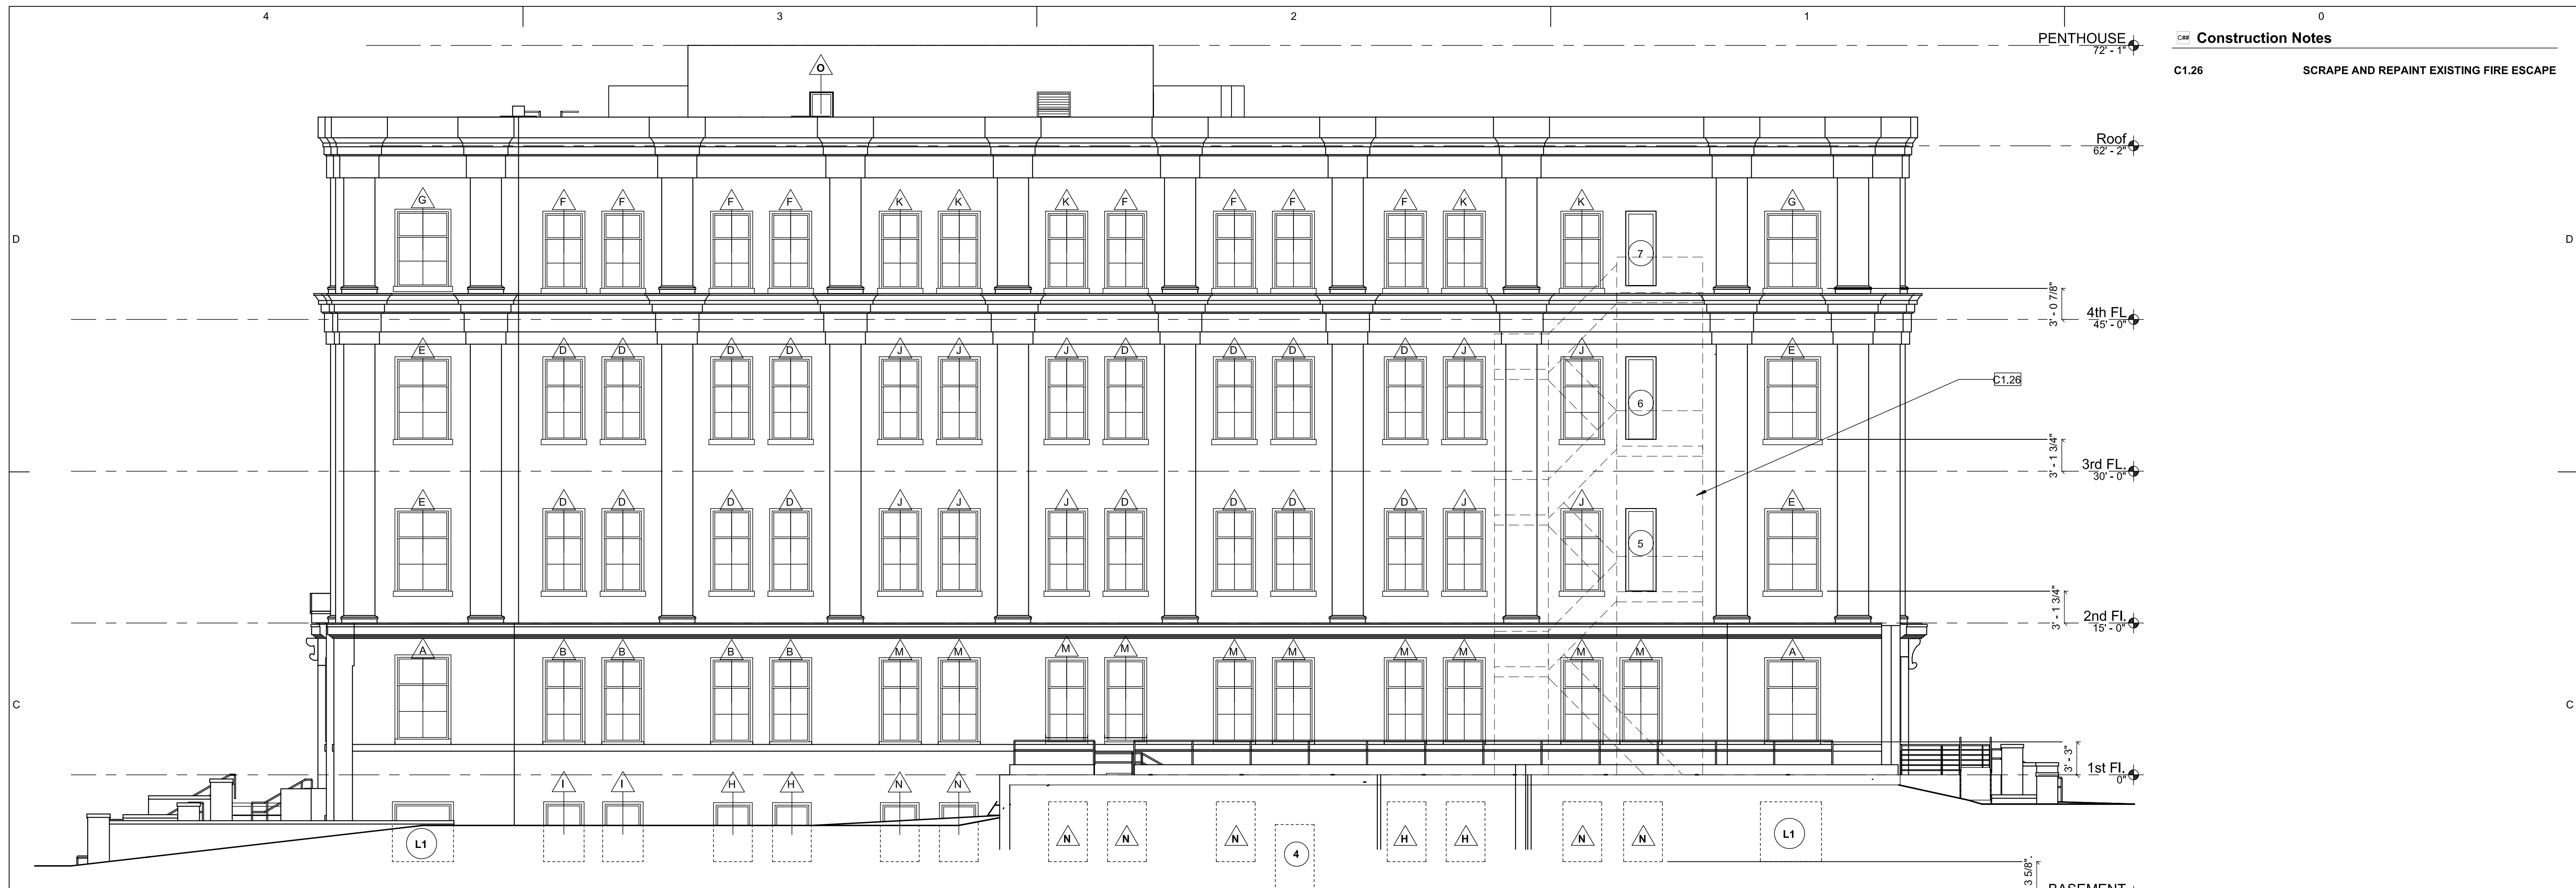 4 3 2 1 0
PENTHOUSE
72' - 1"
C## Construction Notes
C1.26 SCRAPE AND REPAINT EXISTING FIRE ESCAPE
O
Roof
62' - 2"
G F F F F K K K F F F F K K G
D D
7
3' - 0 7/8"
4th FL
45' - 0"
E D D D D J J J D D D D J J E
C1.26
6
3' - 1 3/4"
3rd FL.
30' - 0"
E D D D D J J J D D D D J J E
5
3' - 1 3/4"
2nd Fl.
15' - 0"
A B B B B M M M M M M M M M M A
C C
3' - 3"
1st Fl.
0"
I I H H N N
L1 N N N 4 H H N N L1
3 5/8"
BASEMENT